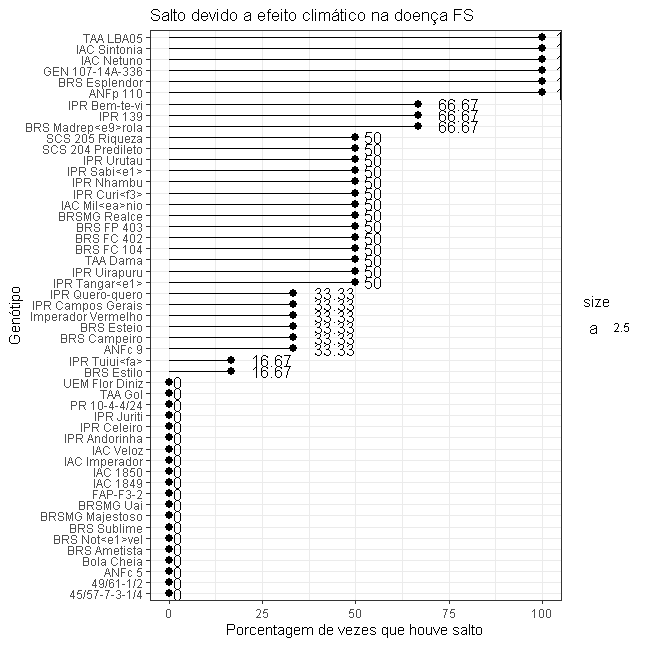 Salto devido a efeito climático na doença FS
Genótipo
TAA LBA05
IAC Sintonia
IAC Netuno
GEN 107-14A-336
BRS Esplendor
ANFp 110
IPR Bem-te-vi 66.67
IPR 139 66.67
BRS Madrep<e9>rola 66.67
SCS 205 Riqueza 50
SCS 204 Predileto 50
IPR Urutau 50
IPR Sabi<e1> 50
IPR Nhambu 50
IPR Curi<f3> 50
IAC Mil<ea>nio 50
BRSMG Realce 50
BRS FP 403 50
BRS FC 402 50
BRS FC 104 50
TAA Dama 50
IPR Uirapuru 50
IPR Tangar<e1> 50
IPR Quero-quero 33.33
IPR Campos Gerais 33.33
Imperador Vermelho 33.33
BRS Esteio 33.33
BRS Campeiro 33.33
ANFc 9 33.33
IPR Tuiui<fa> 16.67
BRS Estilo 16.67
UEM Flor Diniz 0
TAA Gol 0
PR 10-4-4/24 0
IPR Juriti 0
IPR Celeiro 0
IPR Andorinha 0
IAC Veloz 0
IAC Imperador 0
IAC 1850 0
IAC 1849 0
FAP-F3-2 0
BRSMG Uai 0
BRSMG Majestoso 0
BRS Sublime 0
BRS Not<e1>vel 0
BRS Ametista 0
Bola Cheia 0
ANFc 5 0
49/61-1/2 0
45/57-7-3-1/4 0
0 25 50 75 100
Porcentagem de vezes que houve salto
size
a 2.5